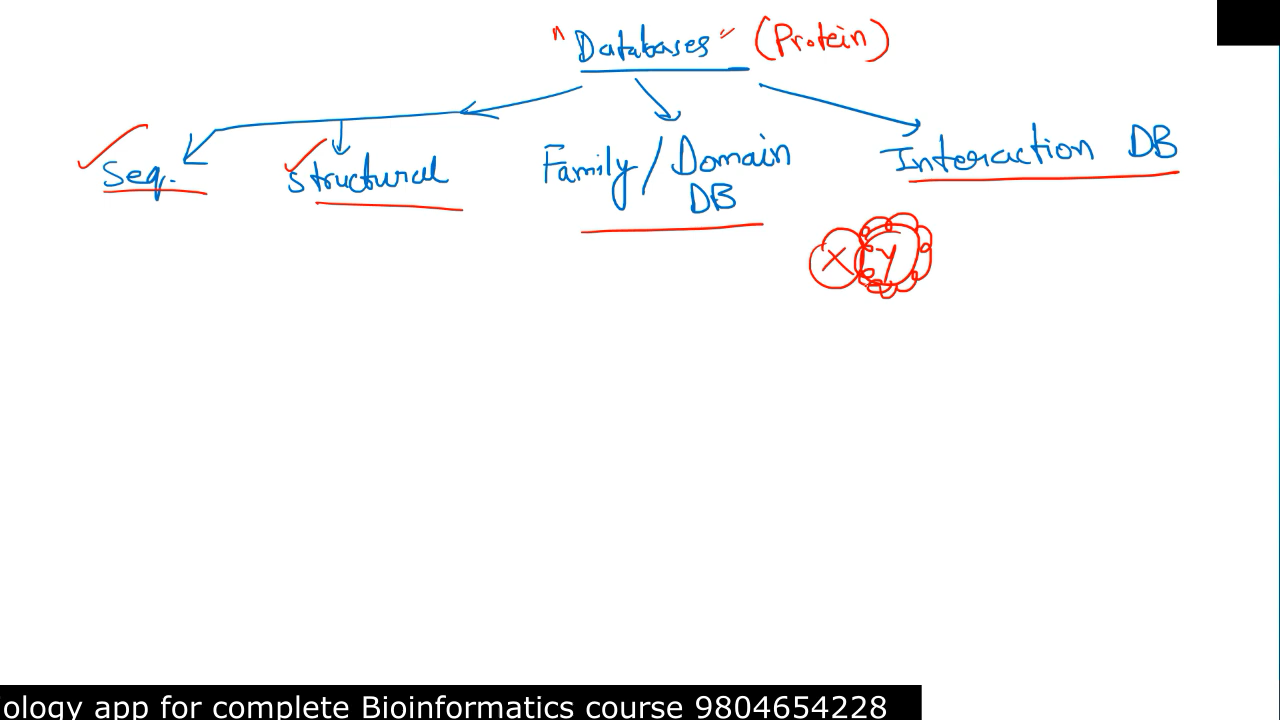 "Databases" (Protein)
Seq. Structural Family/Domain DB Interaction DB
X Y
ology app for complete Bioinformatics course 9804654228